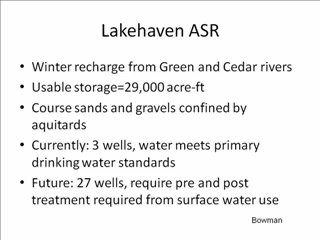 Lakehaven ASR
• Winter recharge from Green and Cedar rivers
• Usable storage=29,000 acre-ft
• Course sands and gravels confined by
aquitards
• Currently: 3 wells, water meets primary
drinking water standards
• Future: 27 wells, require pre and post
treatment required from surface water use
Bowman